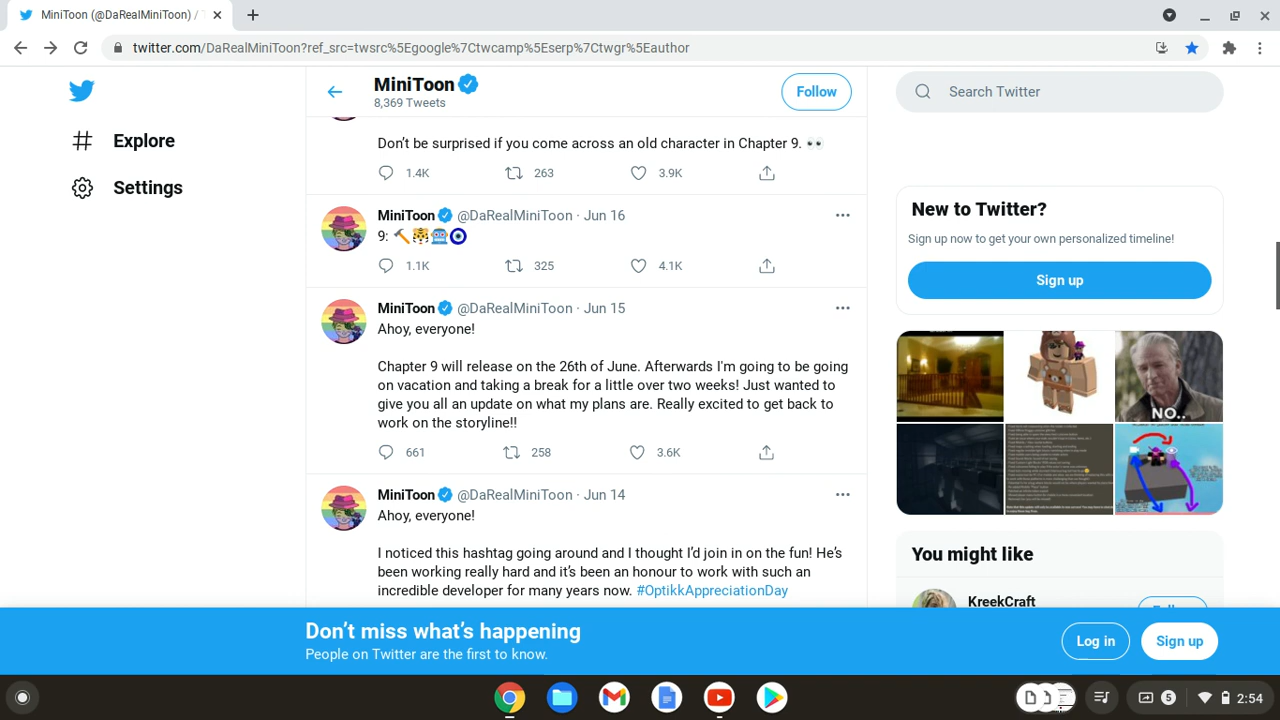 MiniToon (@DaRealMiniToon) /
twitter.com/DaRealMiniToon?ref_src=twsrc%5Egoogle%7Ctwcamp%5Eserp%7Ctwgr%5Eauthor
Explore
Settings
MiniToon
8,369 Tweets
Follow
Don’t be surprised if you come across an old character in Chapter 9. 👀
1.4K 263 3.9K
MiniToon @DaRealMiniToon · Jun 16
9: 🔨🐯🤖🧿
1.1K 325 4.1K
MiniToon @DaRealMiniToon · Jun 15
Ahoy, everyone!
Chapter 9 will release on the 26th of June. Afterwards I'm going to be going
on vacation and taking a break for a little over two weeks! Just wanted to
give you all an update on what my plans are. Really excited to get back to
work on the storyline!!
661 258 3.6K
MiniToon @DaRealMiniToon · Jun 14
Ahoy, everyone!
I noticed this hashtag going around and I thought I’d join in on the fun! He’s
been working really hard and it’s been an honour to work with such an
incredible developer for many years now. #OptikkAppreciationDay
Search Twitter
New to Twitter?
Sign up now to get your own personalized timeline!
Sign up
NO..
You might like
KreekCraft
Follow
Don’t miss what’s happening
People on Twitter are the first to know.
Log in
Sign up
5
2:54